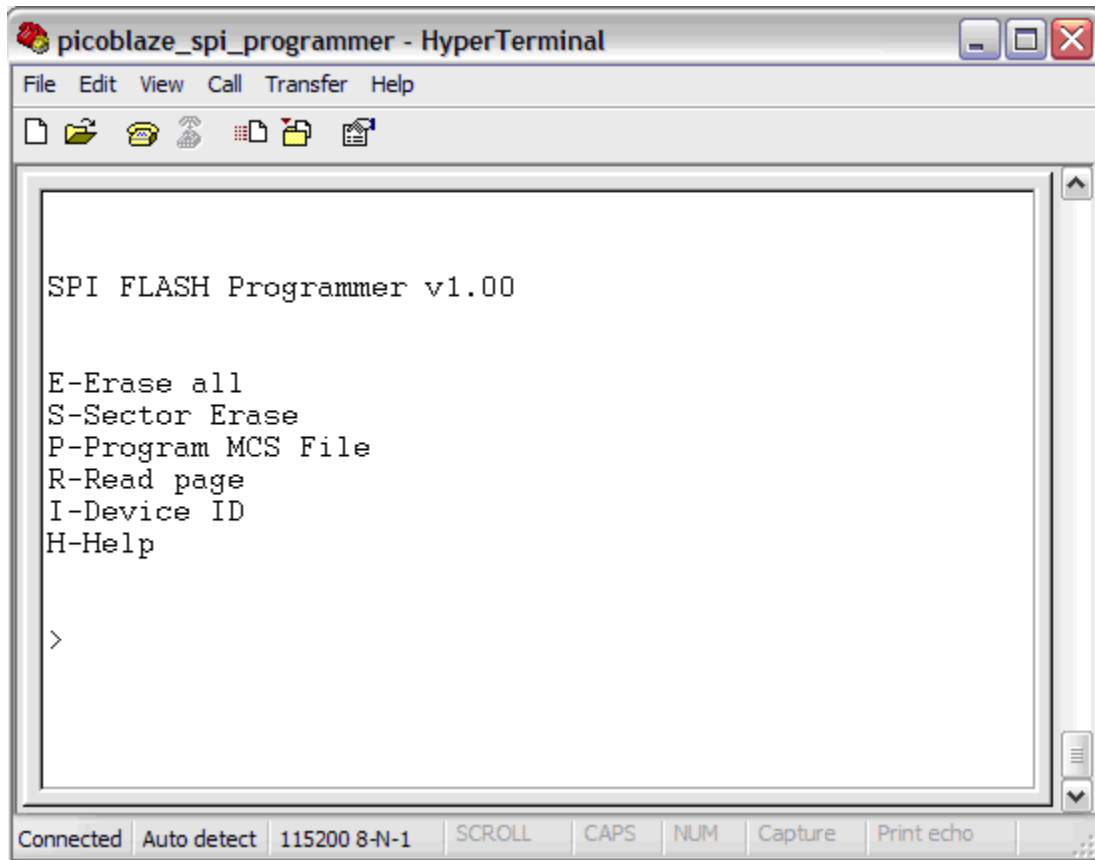 picoblaze_spi_programmer - HyperTerminal
File Edit View Call Transfer Help
SPI FLASH Programmer v1.00
E-Erase all
S-Sector Erase
P-Program MCS File
R-Read page
I-Device ID
H-Help
>
Connected Auto detect 115200 8-N-1 SCROLL CAPS NUM Capture Print echo